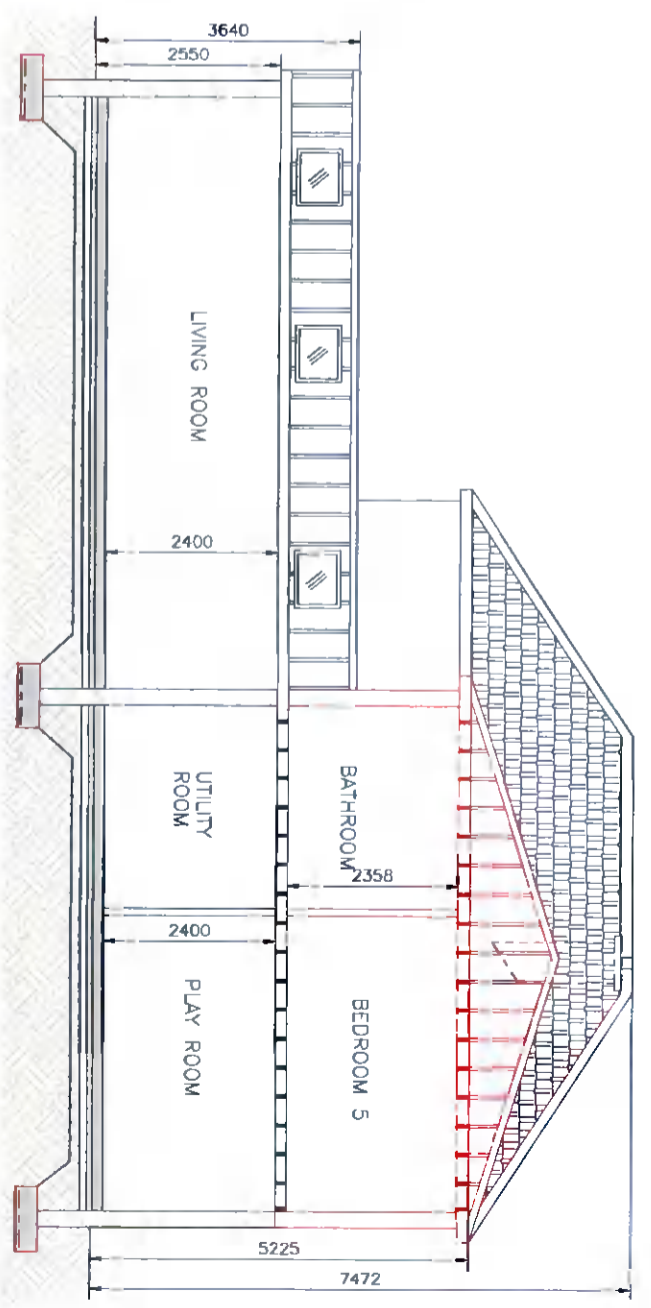 3640
2550
LIVING ROOM
2400
UTILITY
ROOM
BATHROOM
2358
2400
PLAY ROOM
BEDROOM 5
5225
7472